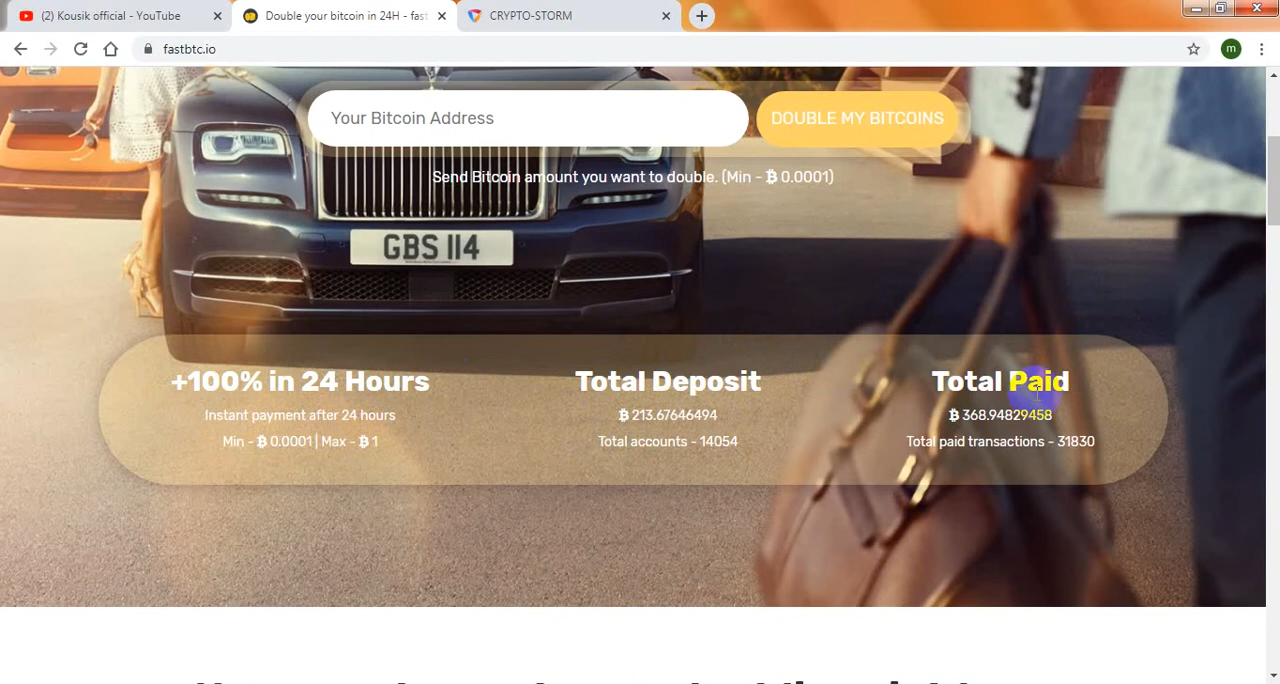 (2) Kousik official - YouTube
Double your bitcoin in 24H - fast
CRYPTO-STORM
fastbtc.io
m
Your Bitcoin Address
DOUBLE MY BITCOINS
Send Bitcoin amount you want to double. (Min - ₿ 0.0001)
GBS 114
+100% in 24 Hours
Instant payment after 24 hours
Min - ₿ 0.0001 | Max - ₿ 1
Total Deposit
₿ 213.67646494
Total accounts - 14054
Total Paid
₿ 368.94829458
Total paid transactions - 31830